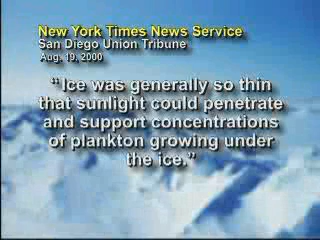 New York Times News Service
San Diego Union Tribune
Aug. 19, 2000
“Ice was generally so thin
that sunlight could penetrate
and support concentrations
of plankton growing under
the ice.”